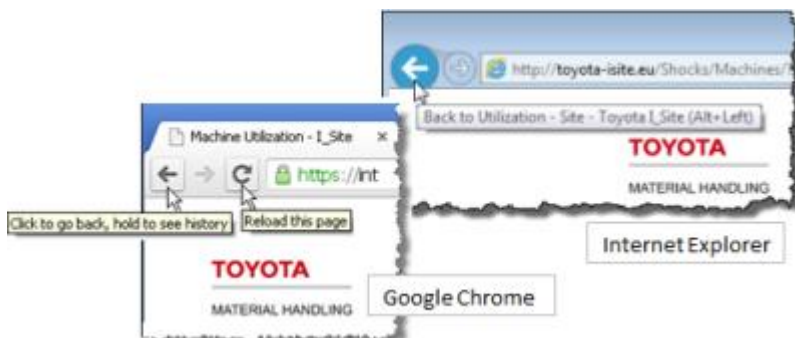 http://toyota-isite.eu/Shocks/Machines/
Back to Utilization - Site - Toyota I_Site (Alt+Left)
TOYOTA
MATERIAL HANDLING
Internet Explorer
Machine Utilization - I_Site
https://int
Click to go back, hold to see history
Reload this page
TOYOTA
MATERIAL HANDLING
Google Chrome